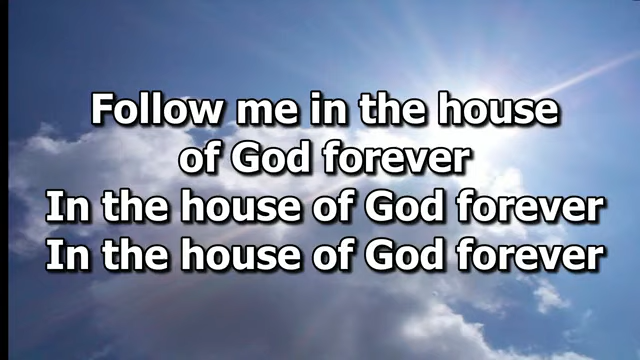 Follow me in the house
of God forever
In the house of God forever
In the house of God forever